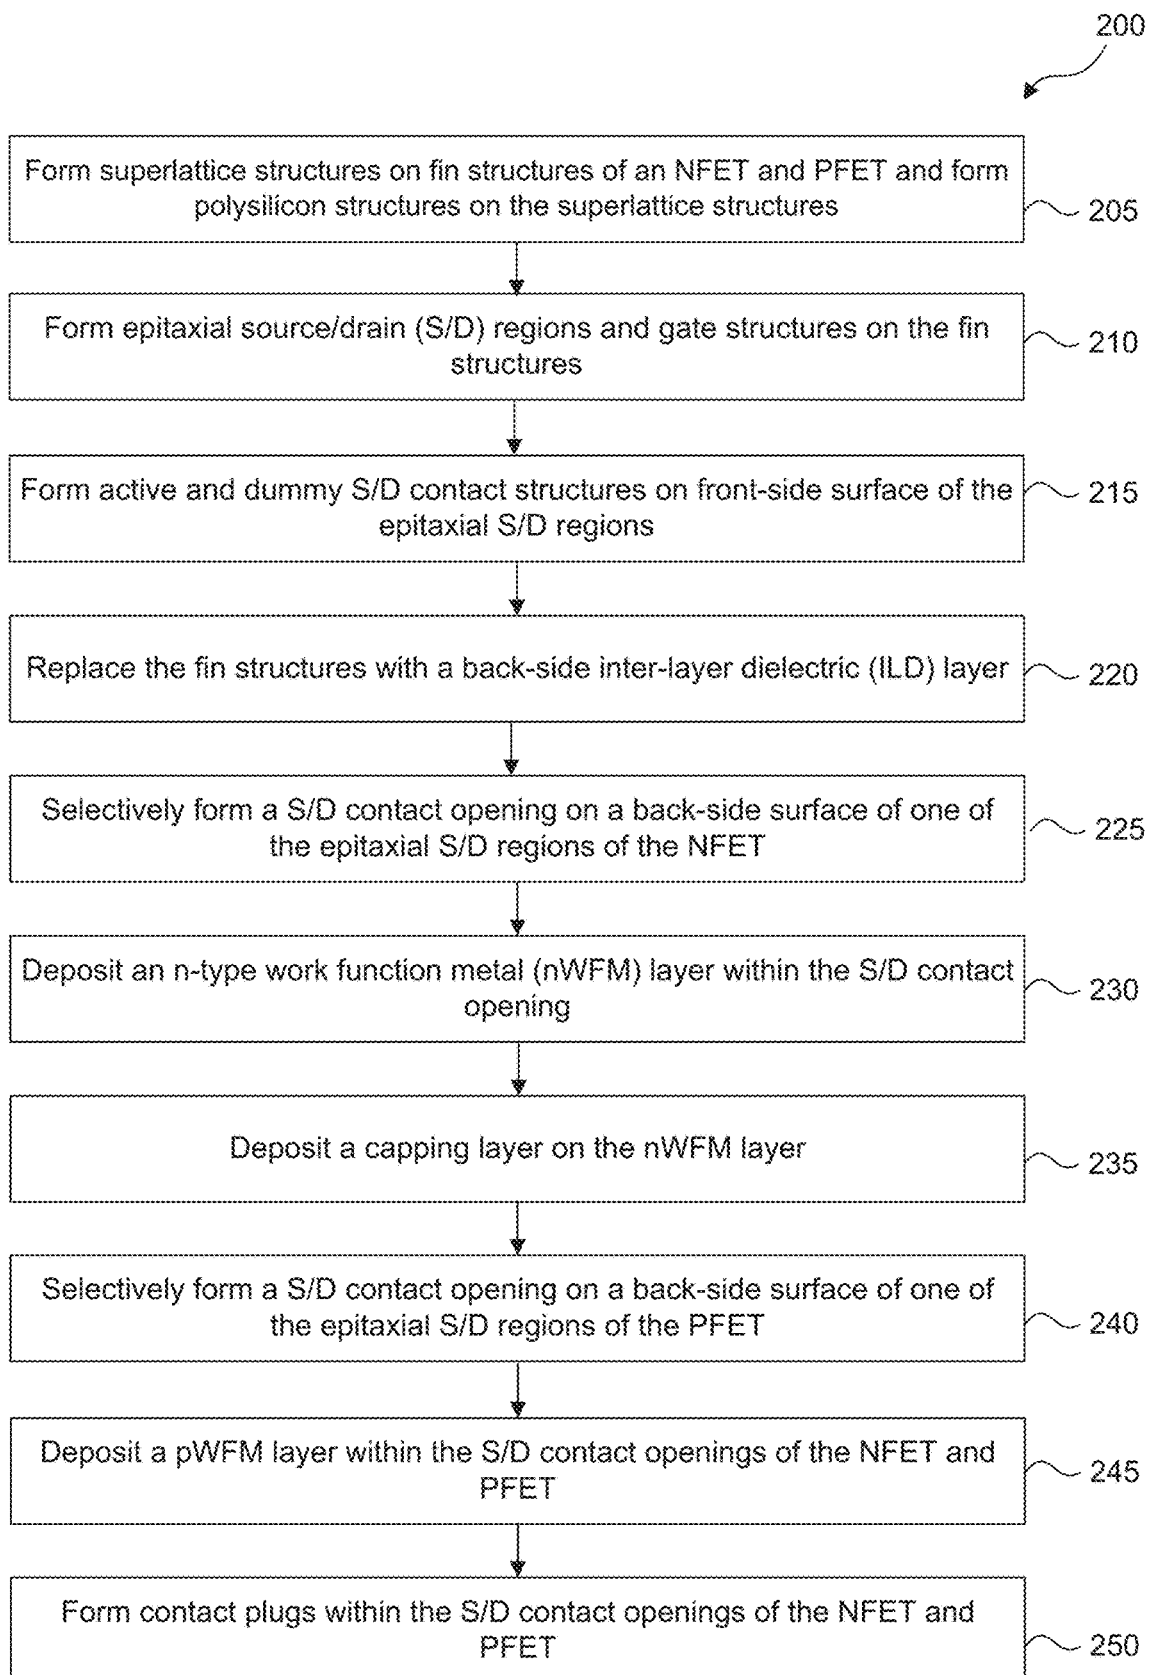 200
Form superlattice structures on fin structures of an NFET and PFET and form
polysilicon structures on the superlattice structures
205
Form epitaxial source/drain (S/D) regions and gate structures on the fin
structures
210
Form active and dummy S/D contact structures on front-side surface of the
epitaxial S/D regions
215
Replace the fin structures with a back-side inter-layer dielectric (ILD) layer
220
Selectively form a S/D contact opening on a back-side surface of one of
the epitaxial S/D regions of the NFET
225
Deposit an n-type work function metal (nWFM) layer within the S/D contact
opening
230
Deposit a capping layer on the nWFM layer
235
Selectively form a S/D contact opening on a back-side surface of one of
the epitaxial S/D regions of the PFET
240
Deposit a pWFM layer within the S/D contact openings of the NFET and
PFET
245
Form contact plugs within the S/D contact openings of the NFET and
PFET
250